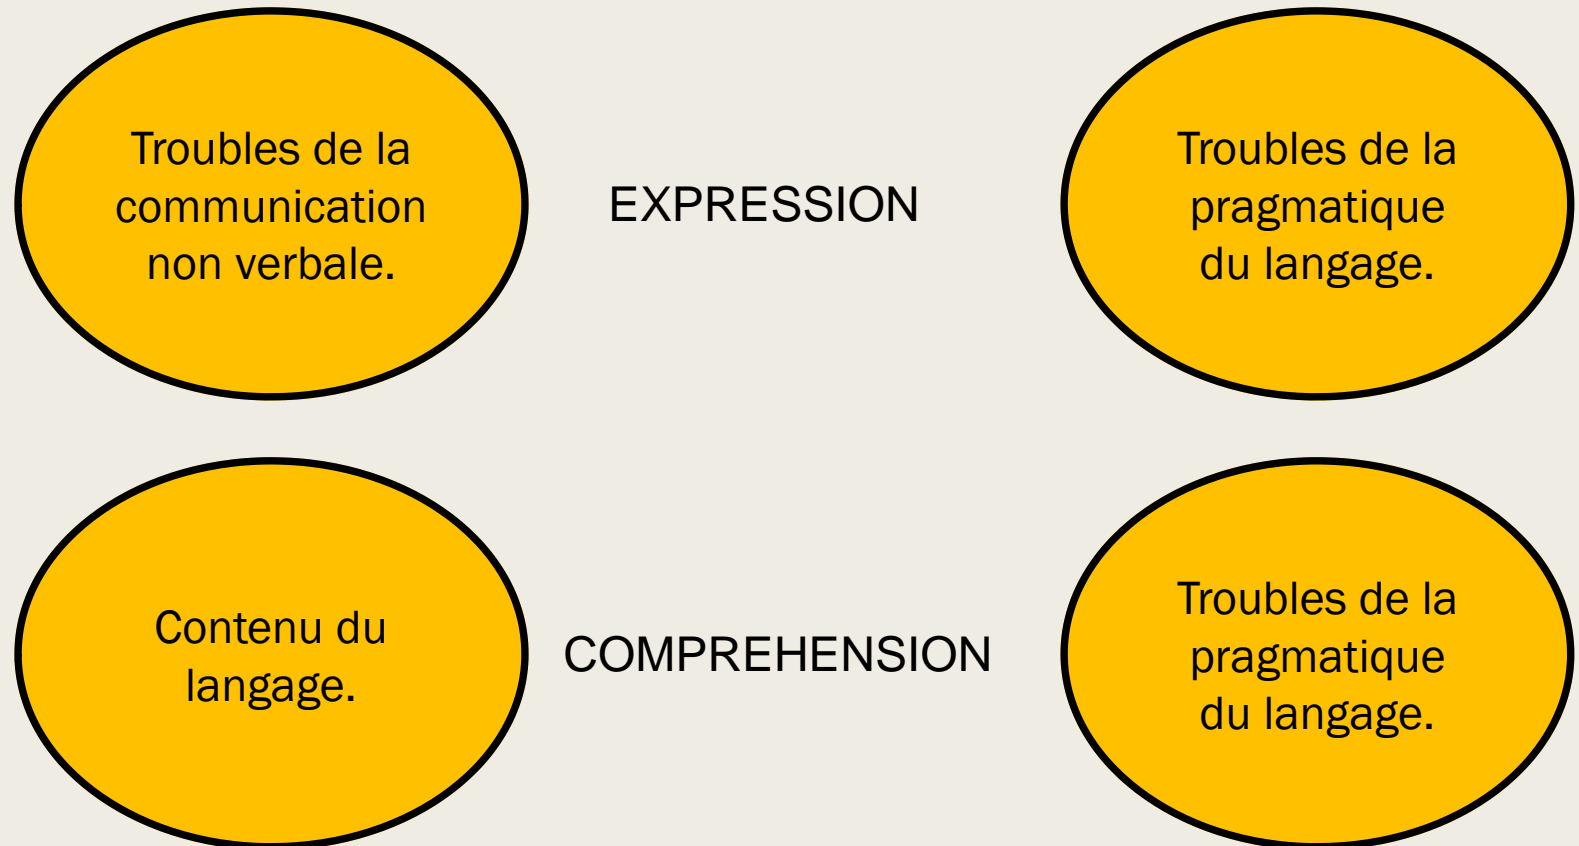 Troubles de la
communication
non verbale.
EXPRESSION
Troubles de la
pragmatique
du langage.
Contenu du
langage.
COMPREHENSION
Troubles de la
pragmatique
du langage.